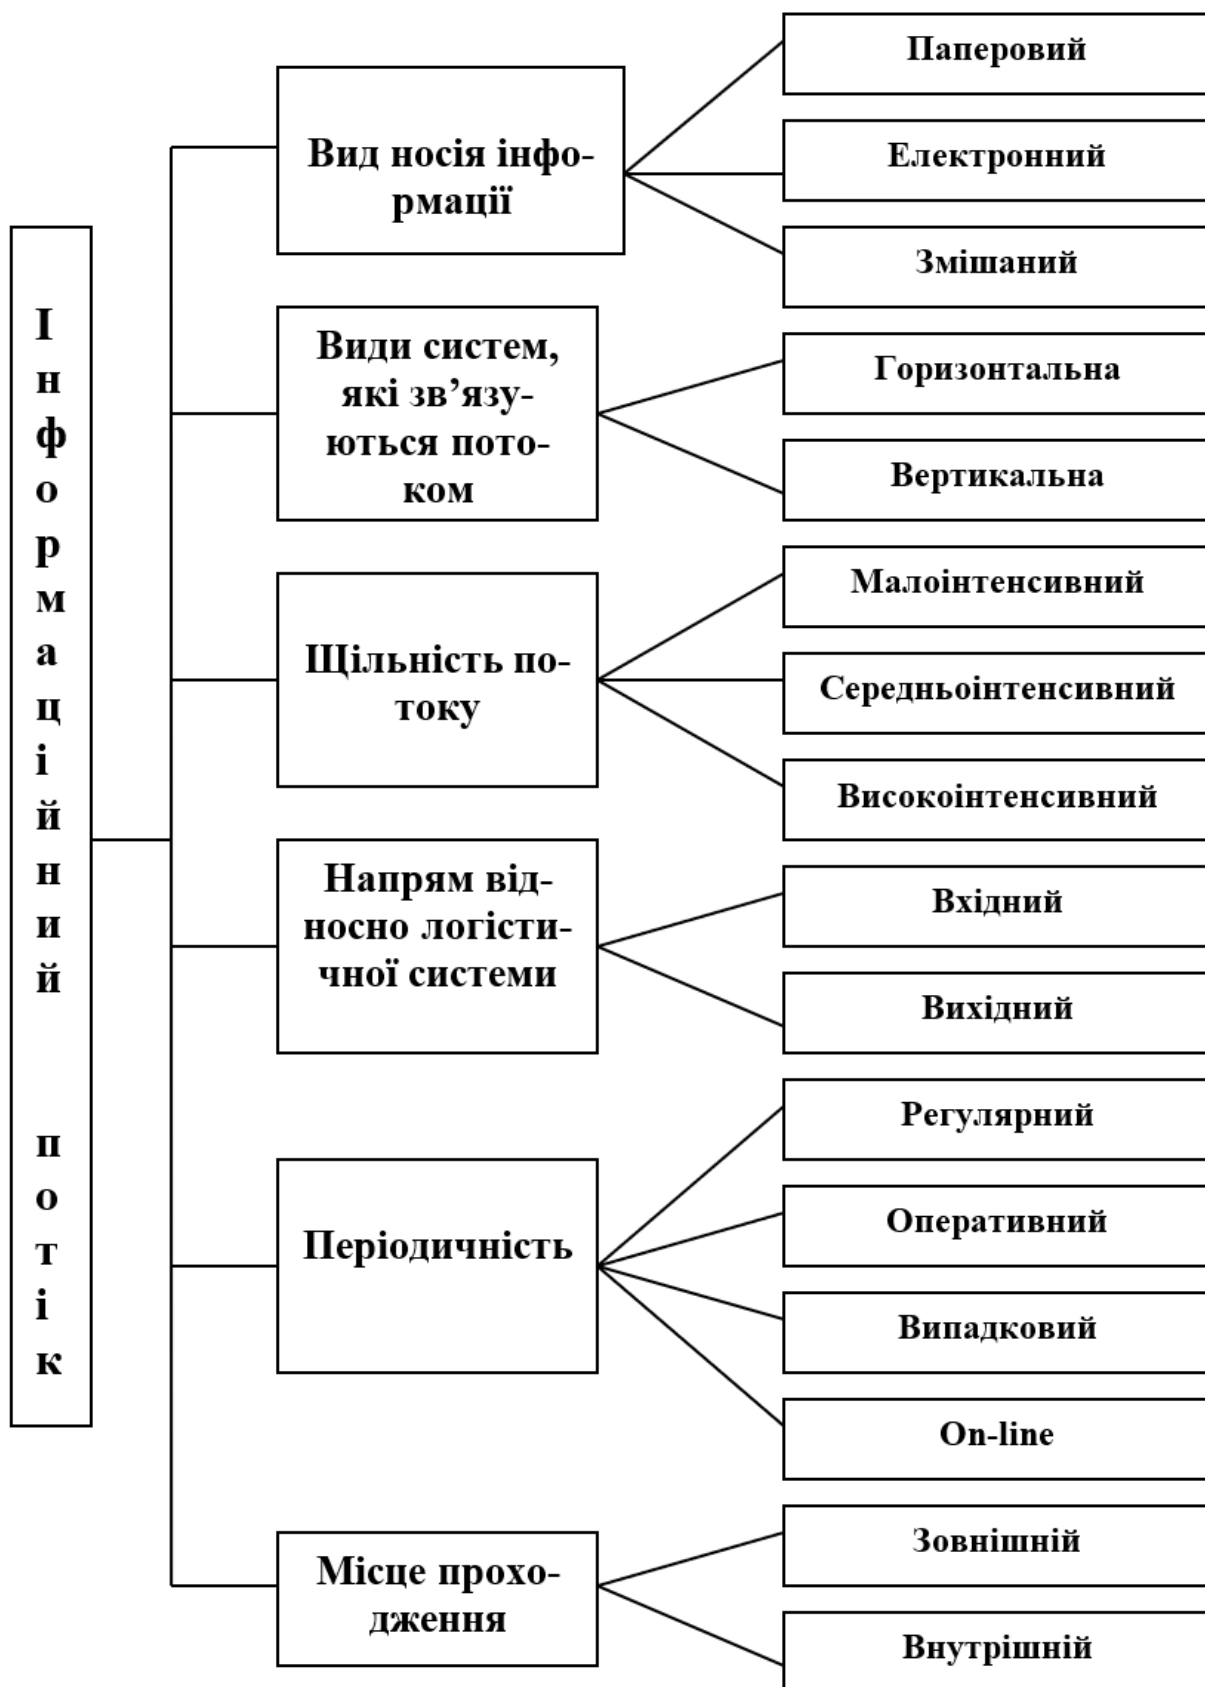 Інформаційний потік
Вид носія інфо-
рмації
Паперовий
Електронний
Змішаний
Види систем,
які зв’язу-
ються пото-
ком
Горизонтальна
Вертикальна
Щільність по-
току
Малоінтенсивний
Середньоінтенсивний
Високоінтенсивний
Напрям від-
носно логісти-
чної системи
Вхідний
Вихідний
Періодичність
Регулярний
Оперативний
Випадковий
On-line
Місце прохо-
дження
Зовнішній
Внутрішній